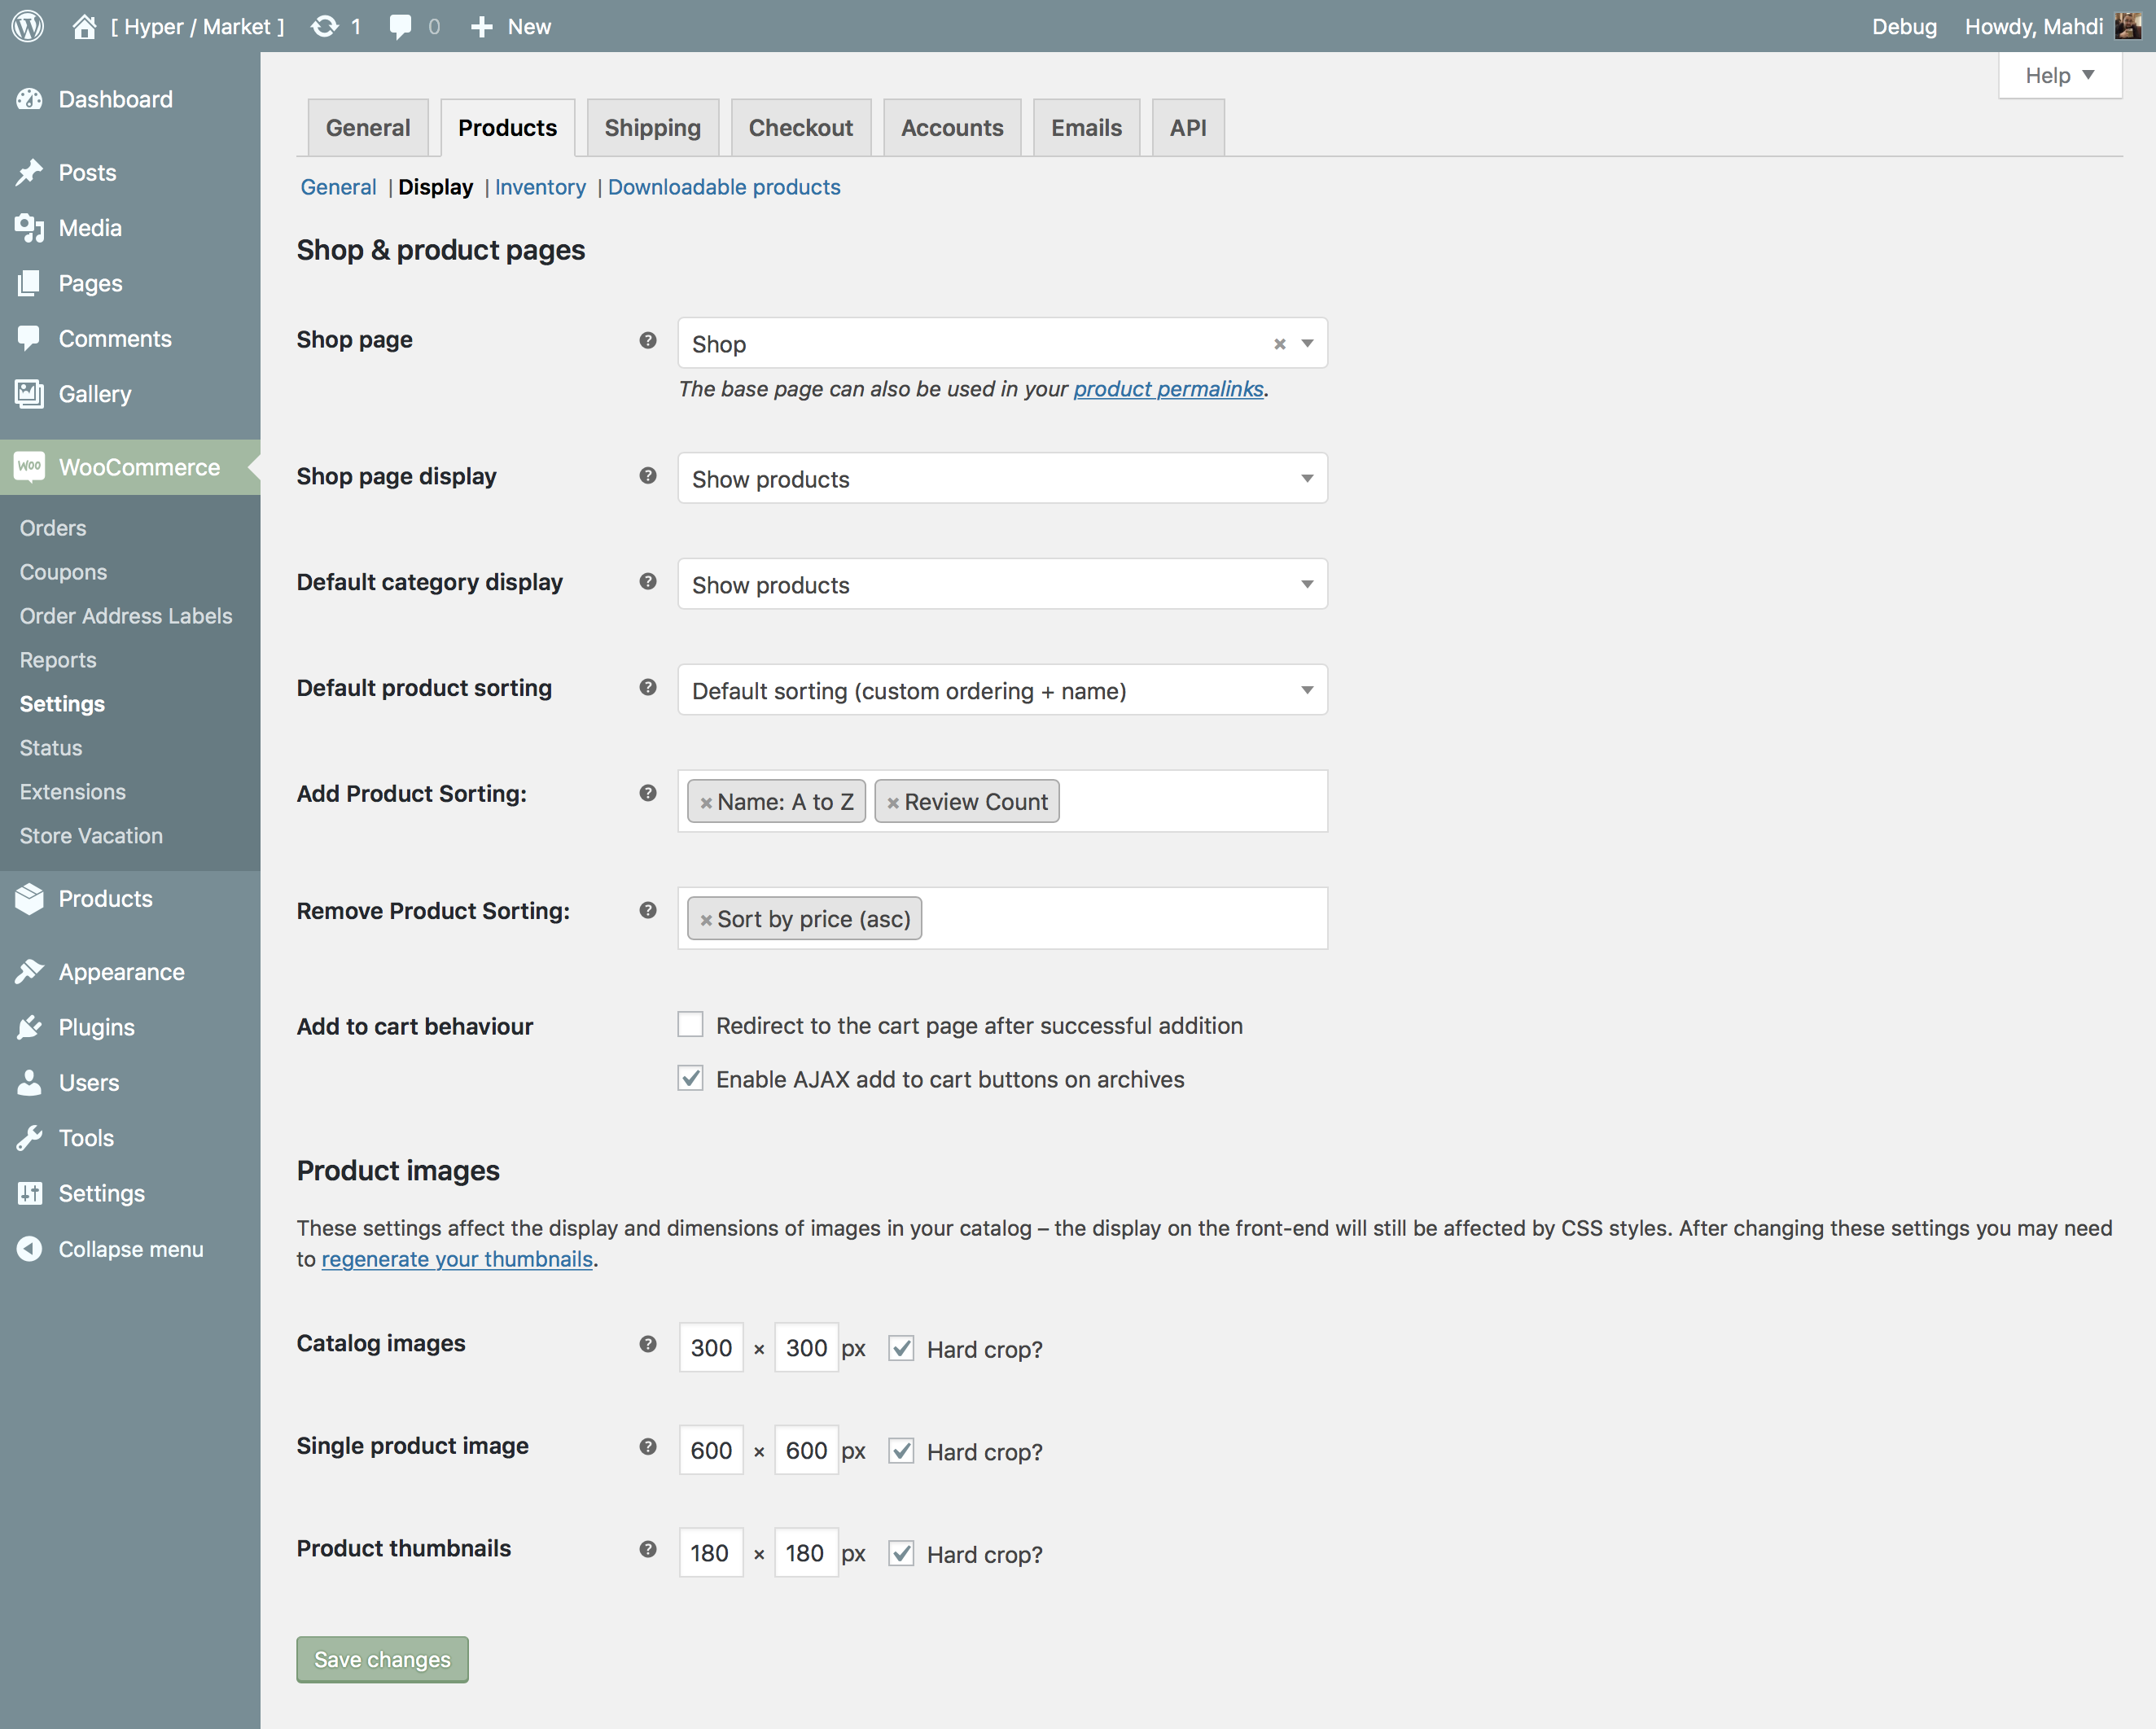 [ Hyper / Market ] 1 0 New Debug Howdy, Mahdi
Help
Dashboard
Posts
Media
Pages
Comments
Gallery
Woo WooCommerce
Orders
Coupons
Order Address Labels
Reports
Settings
Status
Extensions
Store Vacation
Products
Appearance
Plugins
Users
Tools
Settings
Collapse menu
General Products Shipping Checkout Accounts Emails API
General | Display | Inventory | Downloadable products
Shop & product pages
Shop page ? Shop ×
The base page can also be used in your product permalinks.
Shop page display ? Show products
Default category display ? Show products
Default product sorting ? Default sorting (custom ordering + name)
Add Product Sorting: ? × Name: A to Z × Review Count
Remove Product Sorting: ? × Sort by price (asc)
Add to cart behaviour Redirect to the cart page after successful addition
Enable AJAX add to cart buttons on archives
Product images
These settings affect the display and dimensions of images in your catalog – the display on the front-end will still be affected by CSS styles. After changing these settings you may need
to regenerate your thumbnails.
Catalog images ? 300 × 300 px Hard crop?
Single product image ? 600 × 600 px Hard crop?
Product thumbnails ? 180 × 180 px Hard crop?
Save changes